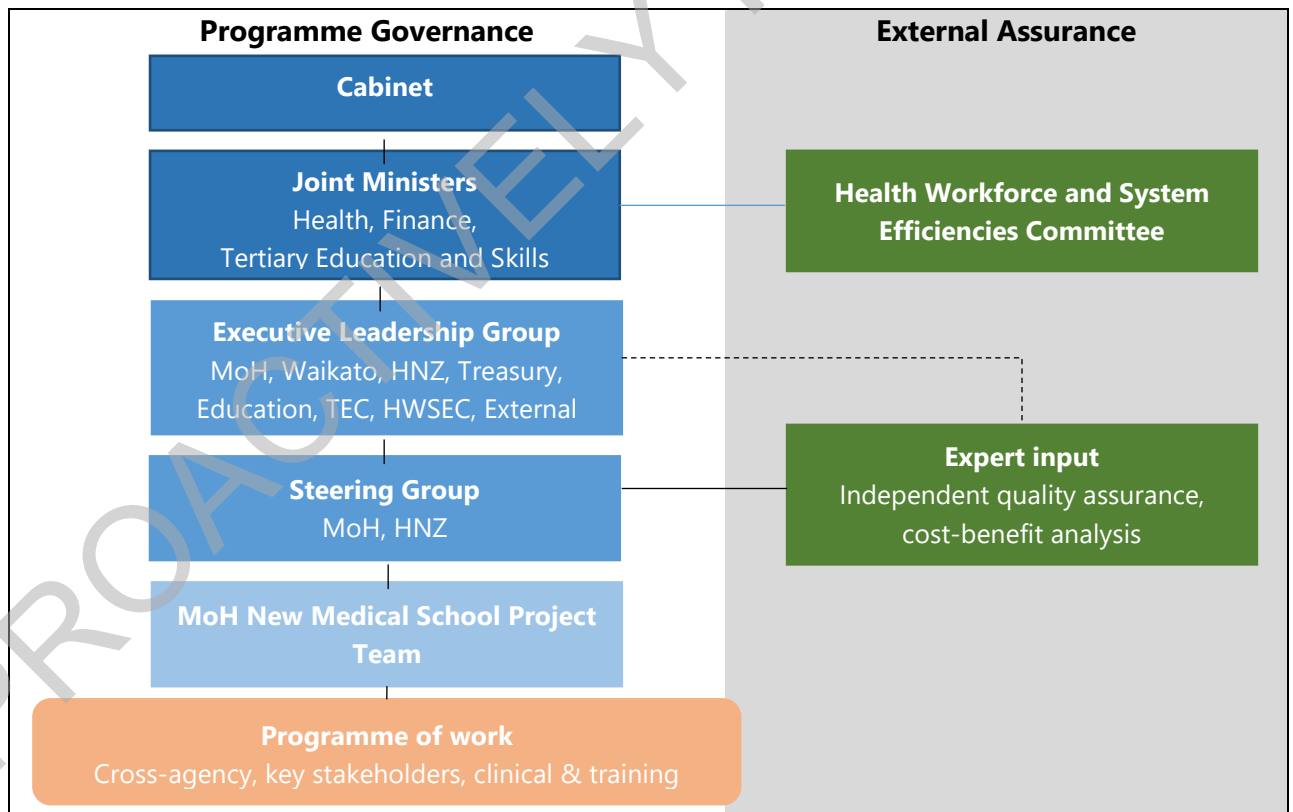 Programme Governance
External Assurance
Cabinet
Joint Ministers
Health, Finance,
Tertiary Education and Skills
Health Workforce and System
Efficiencies Committee
Executive Leadership Group
MoH, Waikato, HNZ, Treasury,
Education, TEC, HWSEC, External
Steering Group
MoH, HNZ
Expert input
Independent quality assurance,
cost-benefit analysis
MoH New Medical School Project
Team
Programme of work
Cross-agency, key stakeholders, clinical & training
PROACTIVELY